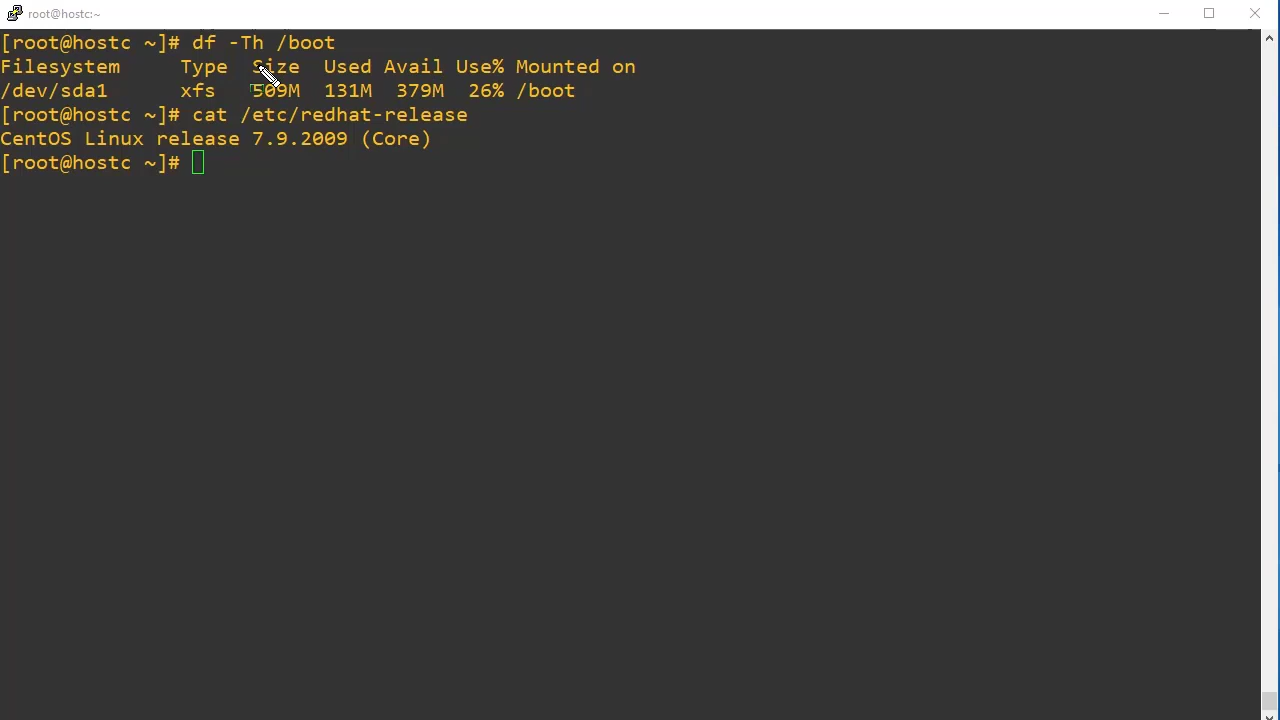 root@hostc:~
[root@hostc ~]# df -Th /boot
Filesystem     Type  Size  Used Avail Use% Mounted on
/dev/sda1      xfs   509M  131M  379M  26% /boot
[root@hostc ~]# cat /etc/redhat-release
CentOS Linux release 7.9.2009 (Core)
[root@hostc ~]#